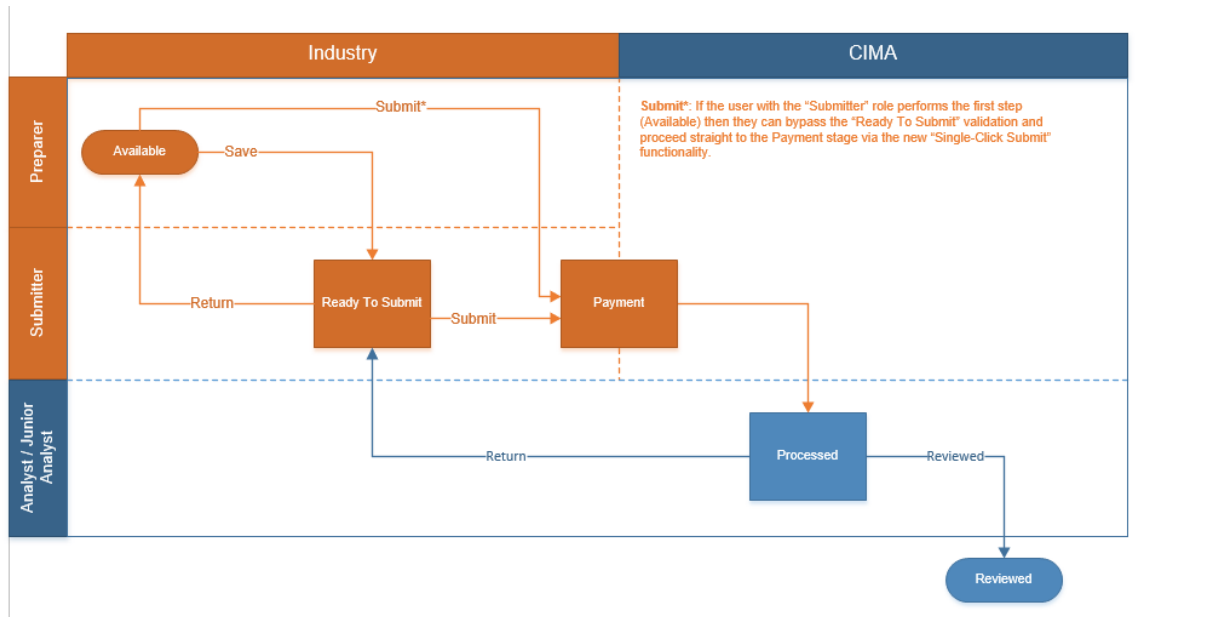 Industry
CIMA
Preparer
Submit*
Submit*: If the user with the “Submitter” role performs the first step
(Available) then they can bypass the “Ready To Submit” validation and
proceed straight to the Payment stage via the new “Single-Click Submit”
functionality.
Available
Save
Submitter
Return
Ready To Submit
Submit
Payment
Analyst / Junior
Analyst
Return
Processed
Reviewed
Reviewed